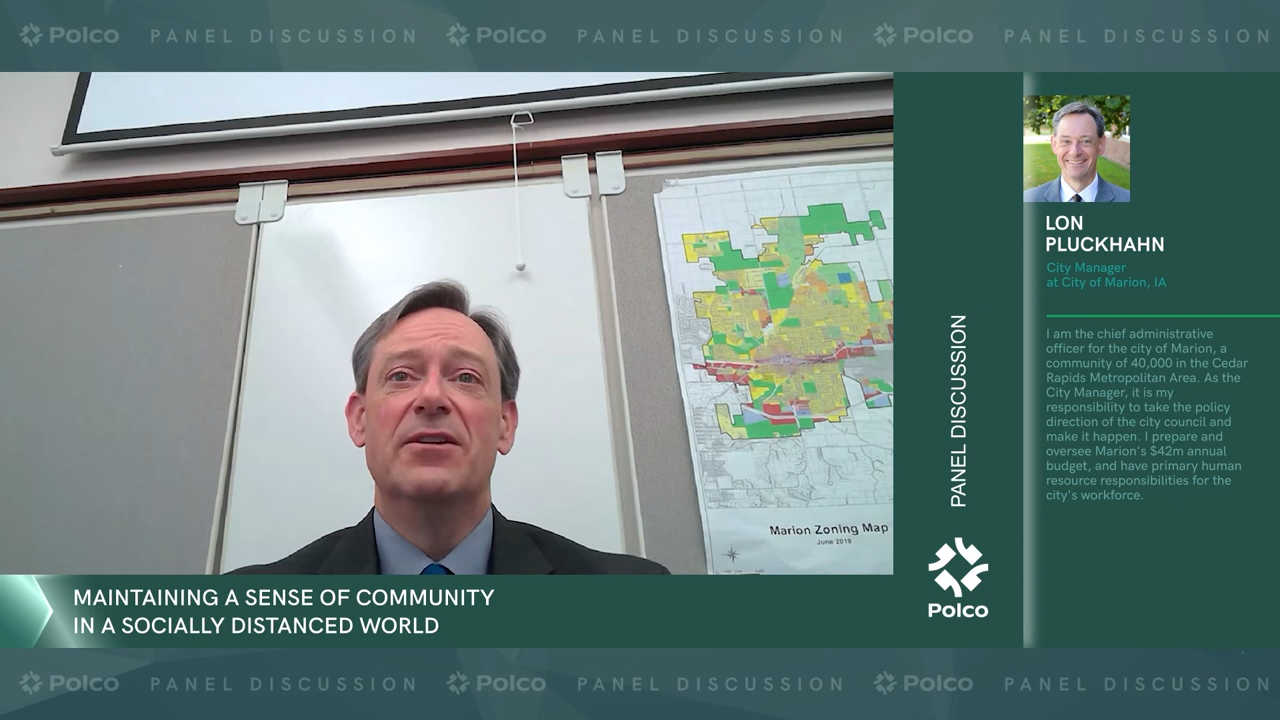 Polco PANEL DISCUSSION Polco PANEL DISCUSSION Polco PANEL DISCUSSION
Marion Zoning Map
June 2019
MAINTAINING A SENSE OF COMMUNITY
IN A SOCIALLY DISTANCED WORLD
PANEL DISCUSSION
Polco
LON
PLUCKHAHN
City Manager
at City of Marion, IA
I am the chief administrative
officer for the city of Marion, a
community of 40,000 in the Cedar
Rapids Metropolitan Area. As the
City Manager, it is my
responsibility to take the policy
direction of the city council and
make it happen. I prepare and
oversee Marion's $42m annual
budget, and have primary human
resource responsibilities for the
city's workforce.
Polco PANEL DISCUSSION Polco PANEL DISCUSSION Polco PANEL DISCUSSION